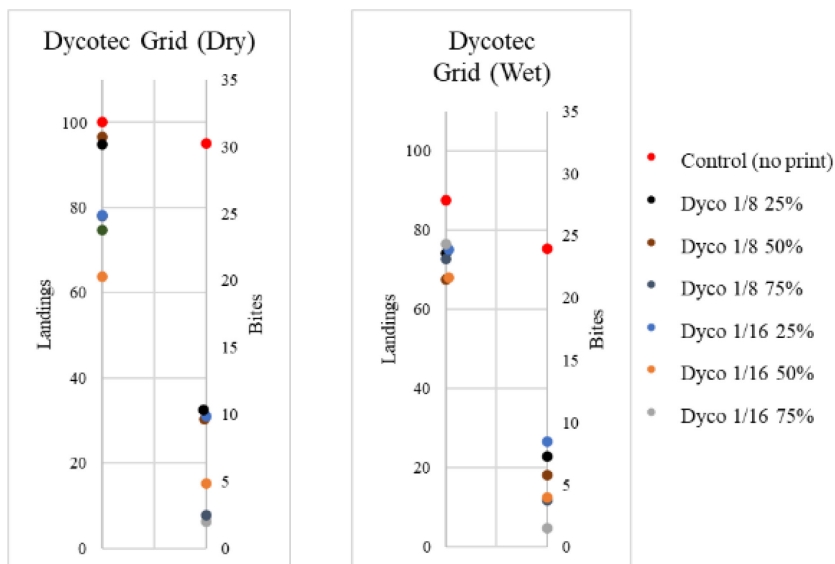 Dycotec Grid (Dry)
35
30
25
20
15
10
5
0
100
80
60
40
20
0
Landings
Bites
Dycotec
Grid (Wet)
35
30
25
20
15
10
5
0
100
80
60
40
20
0
Landings
Bites
Control (no print)
Dyco 1/8 25%
Dyco 1/8 50%
Dyco 1/8 75%
Dyco 1/16 25%
Dyco 1/16 50%
Dyco 1/16 75%